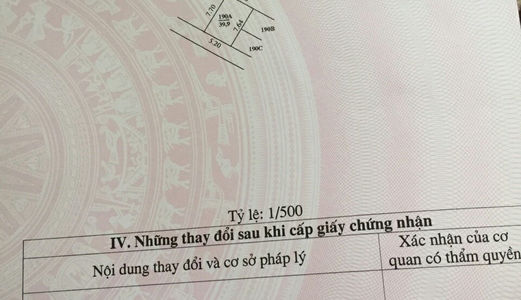 7.70
190A
39,9
7.64
190B
5.20
190C
Tỷ lệ: 1/500
IV. Những thay đổi sau khi cấp giấy chứng nhận
Nội dung thay đổi và cơ sở pháp lý
Xác nhận của cơ
quan có thẩm quyền